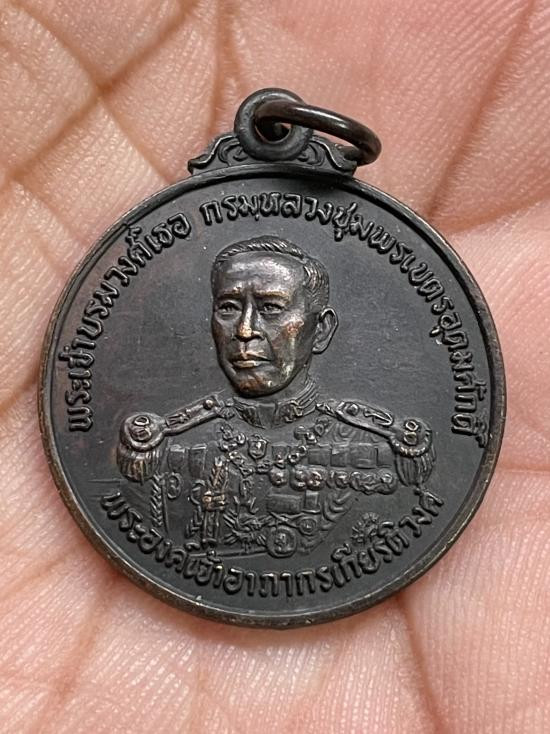 พระเจ้าบรมวงศ์เธอ กรมหลวงชุมพรเขตรอุดมศักดิ์
พระองค์เจ้าอาภากรเกียรติวงศ์